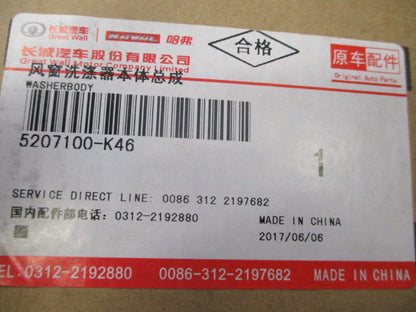 长城汽车 HAVAL 哈弗
Great Wall
合格
原车配件
Original Auto Parts
长城汽车股份有限公司
Great Wall Motor Company Limited
风窗洗涤器本体总成
WASHERBODY
5207100-K46
1
SERVICE DIRECT LINE: 0086 312 2197682
国内配件部电话: 0312-2192880
MADE IN CHINA
2017/06/06
EL:0312-2192880 0086-312-2197682 MADE IN CHINA